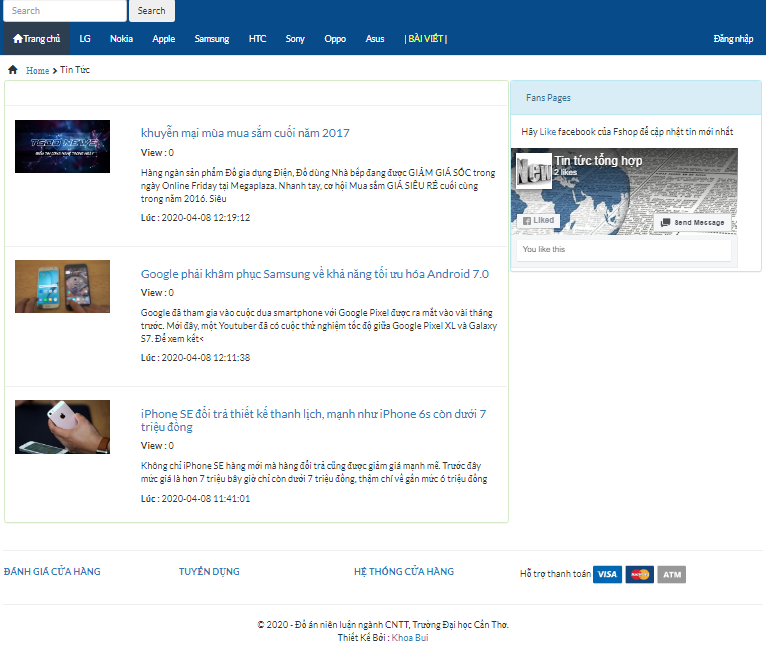 Search Search
Trang chủ LG Nokia Apple Samsung HTC Sony Oppo Asus | BÀI VIẾT | Đăng nhập
Home > Tin Tức
Fans Pages
Hãy Like facebook của Fshop để cập nhật tin mới nhất
Tin tức tổng hợp
2 likes
Liked Send Message
You like this
khuyến mại mùa mua sắm cuối năm 2017
View : 0
Hàng ngàn sản phẩm Đồ gia dụng Điện, Đồ dùng Nhà bếp đang được GIẢM GIÁ SỐC trong
ngày Online Friday tại Megaplaza. Nhanh tay, cơ hội Mua sắm GIÁ SIÊU RẺ cuối cùng
trong năm 2016. Siêu
Lúc : 2020-04-08 12:19:12
Google phải khâm phục Samsung về khả năng tối ưu hóa Android 7.0
View : 0
Google đã tham gia vào cuộc đua smartphone với Google Pixel được ra mắt vào vài tháng
trước. Mới đây, một Youtuber đã có cuộc thử nghiệm tốc độ giữa Google Pixel XL và Galaxy
S7. Để xem kết<
Lúc : 2020-04-08 12:11:38
iPhone SE đổi trả thiết kế thanh lịch, mạnh như iPhone 6s còn dưới 7
triệu đồng
View : 0
Không chỉ iPhone SE hàng mới mà hàng đổi trả cũng được giảm giá mạnh mẽ. Trước đây
mức giá là hơn 7 triệu bây giờ chỉ còn dưới 7 triệu đồng, thậm chí về gần mức 6 triệu đồng
Lúc : 2020-04-08 11:41:01
ĐÁNH GIÁ CỬA HÀNG TUYỂN DỤNG HỆ THỐNG CỬA HÀNG Hỗ trợ thanh toán VISA ATM
© 2020 - Đồ án niên luận ngành CNTT, Trường Đại học Cần Thơ.
Thiết Kế Bởi : Khoa Bui